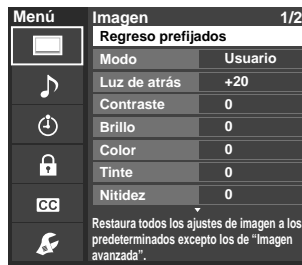 Menú
Imagen 1/2
Regreso prefijados
Modo Usuario
Luz de atrás +20
Contraste 0
Brillo 0
Color 0
Tinte 0
Nitidez 0
CC
Restaura todos los ajustes de imagen a los
predeterminados excepto los de “Imagen
avanzada”.